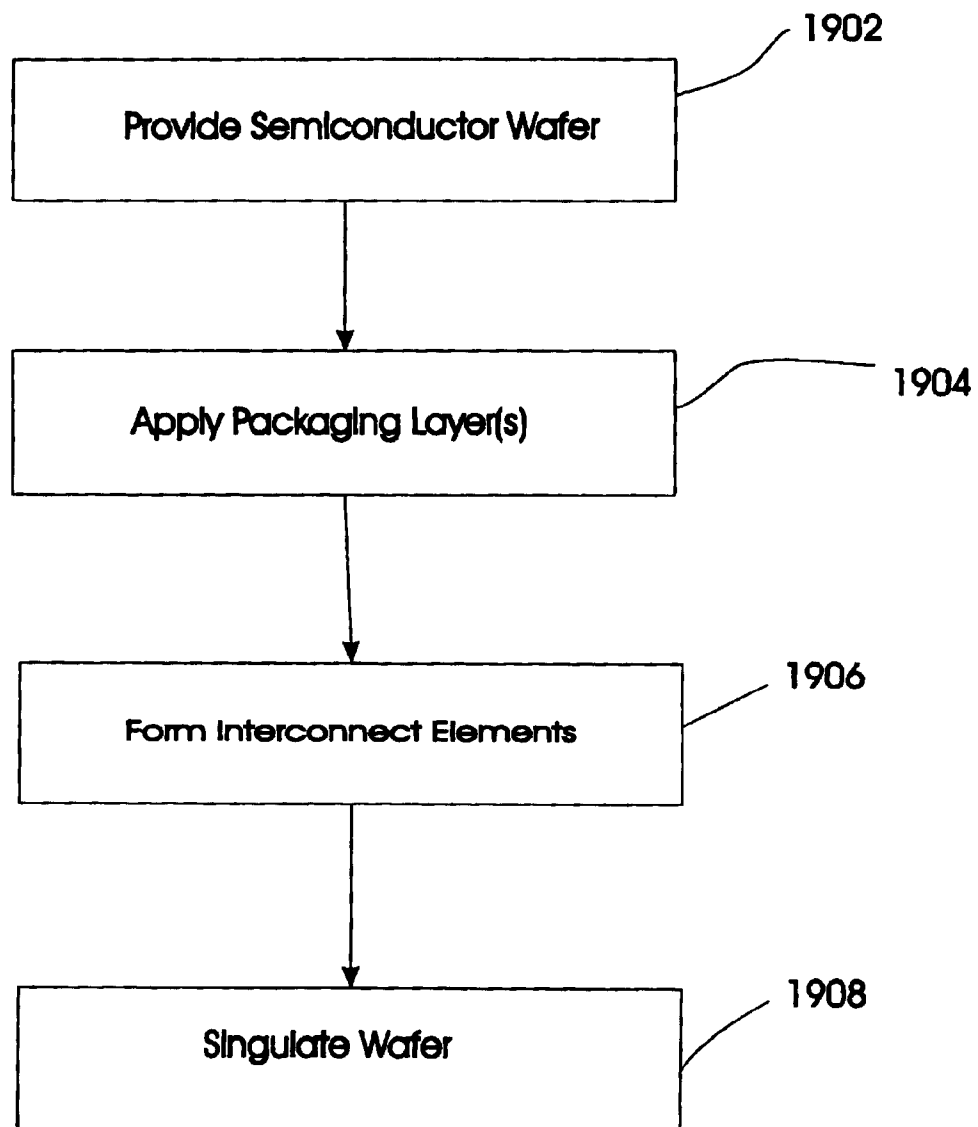 1902
Provide Semiconductor Wafer
1904
Apply Packaging Layer(s)
1906
Form Interconnect Elements
1908
Singulate Wafer